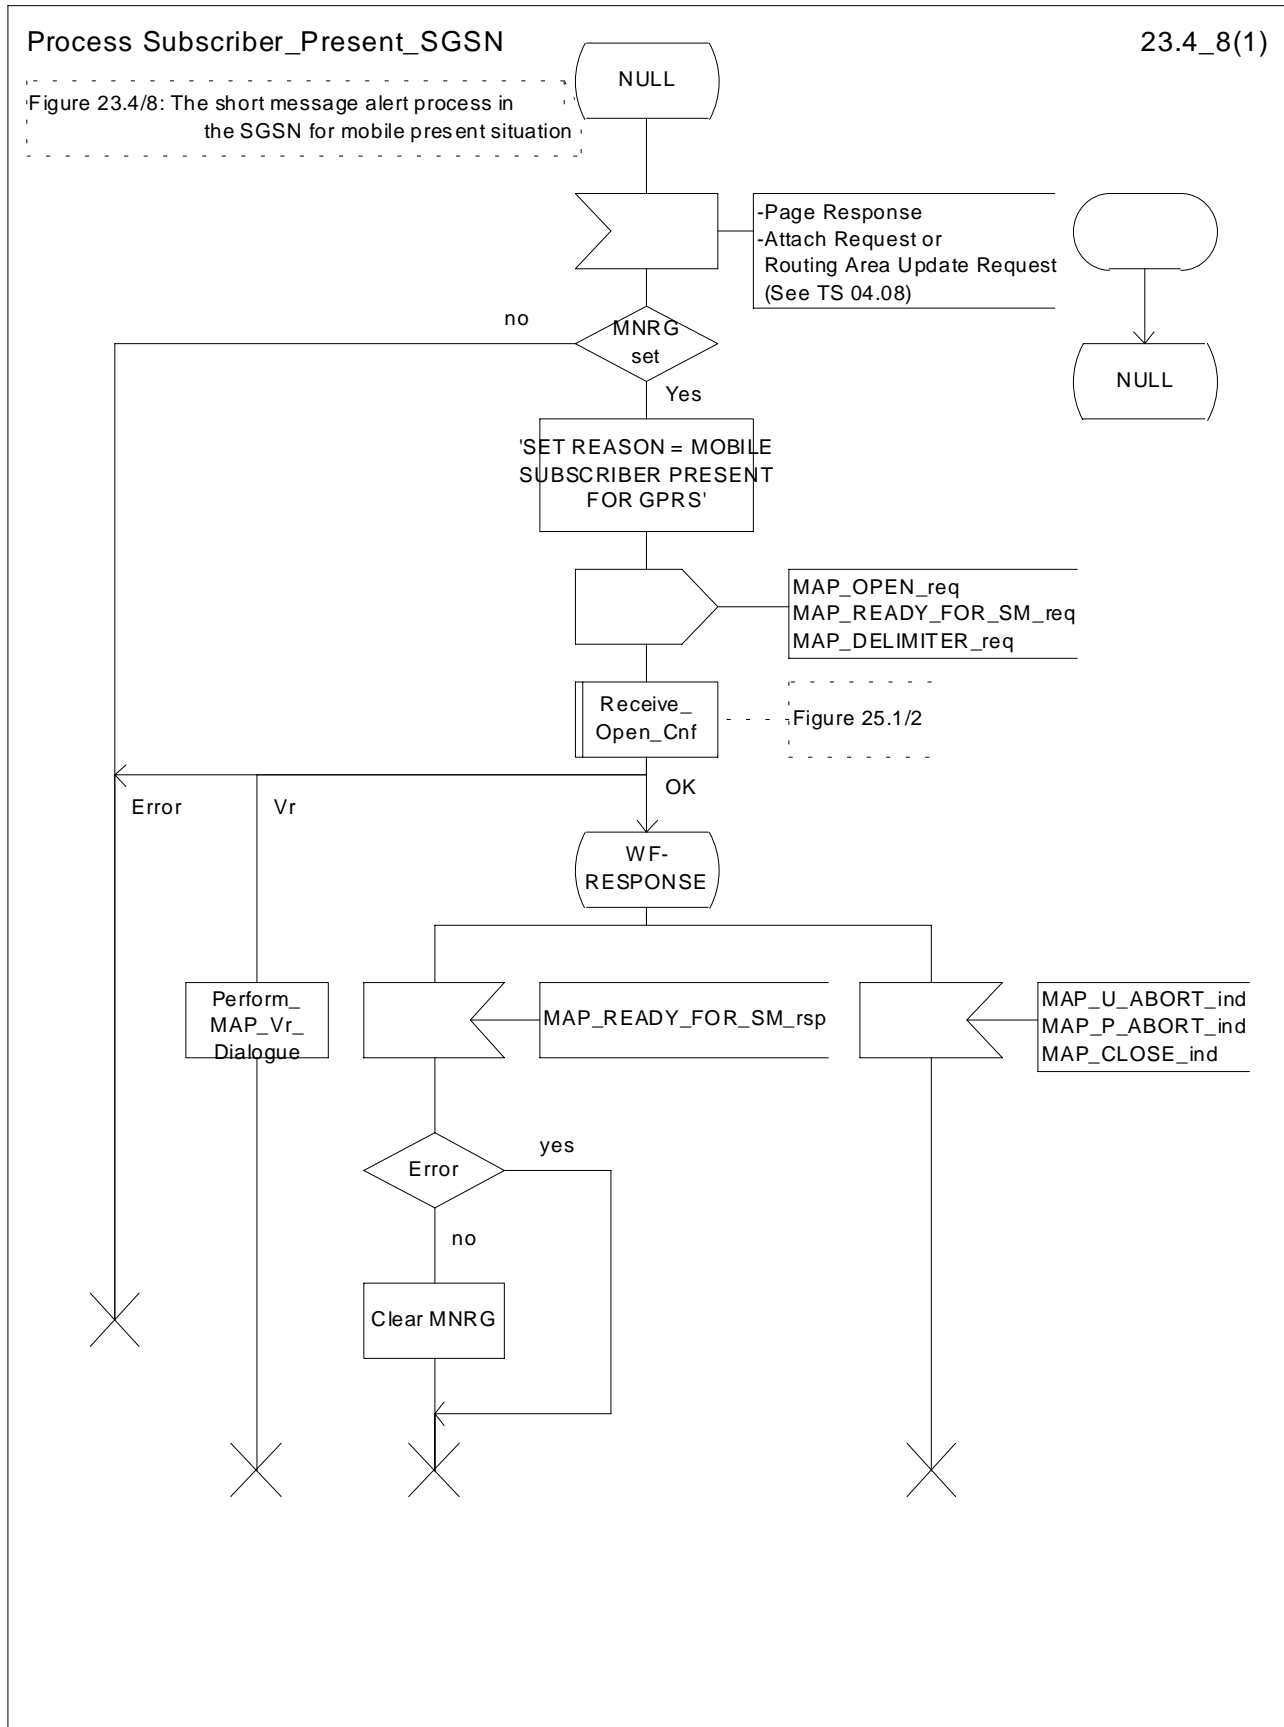 Process Subscriber_Present_SGSN
23.4_8(1)
Figure 23.4/8: The short message alert process in
the SGSN for mobile present situation
NULL
-Page Response
-Attach Request or
Routing Area Update Request
(See TS 04.08)
NULL
no
MNRG
set
Yes
'SET REASON = MOBILE
SUBSCRIBER PRESENT
FOR GPRS'
MAP_OPEN_req
MAP_READY_FOR_SM_req
MAP_DELIMITER_req
Receive_
Open_Cnf
Figure 25.1/2
Error
Vr
OK
WF-
RESPONSE
Perform_
MAP_Vr_
Dialogue
MAP_READY_FOR_SM_rsp
MAP_U_ABORT_ind
MAP_P_ABORT_ind
MAP_CLOSE_ind
Error
yes
no
Clear MNRG